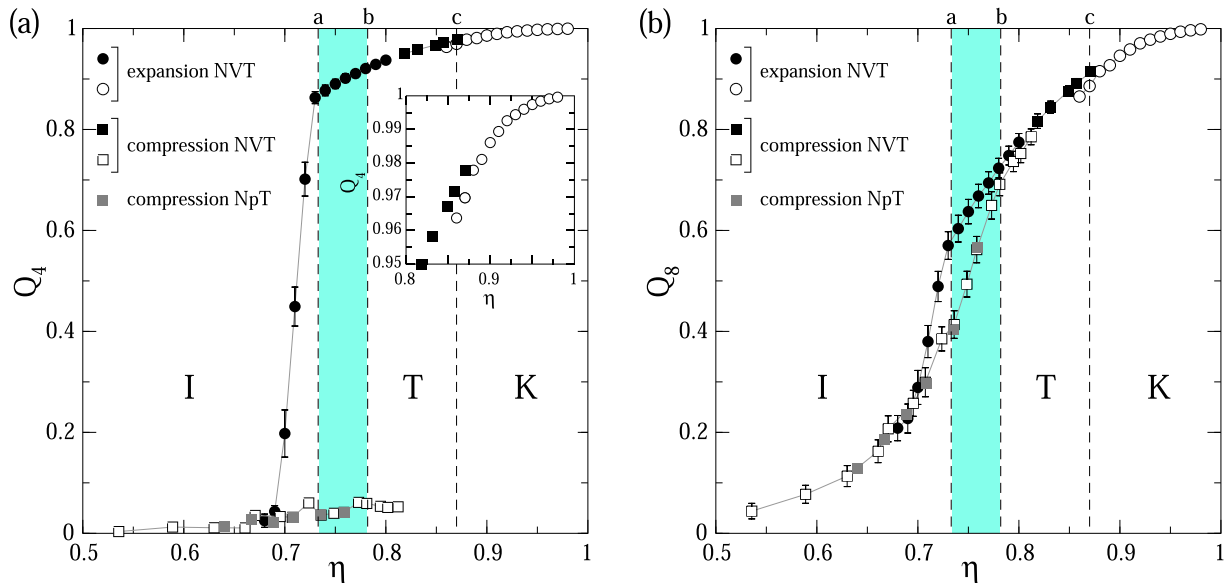 (a)
a b c
1
0.8
0.6
0.4
0.2
0
Q4
expansion NVT
compression NVT
compression NpT
1
0.99
0.98
0.97
0.96
0.95
Q4
0.8 0.9 1
η
I T K
0.5 0.6 0.7 0.8 0.9 1
η
(b)
a b c
1
0.8
0.6
0.4
0.2
0
Q8
expansion NVT
compression NVT
compression NpT
I T K
0.5 0.6 0.7 0.8 0.9 1
η